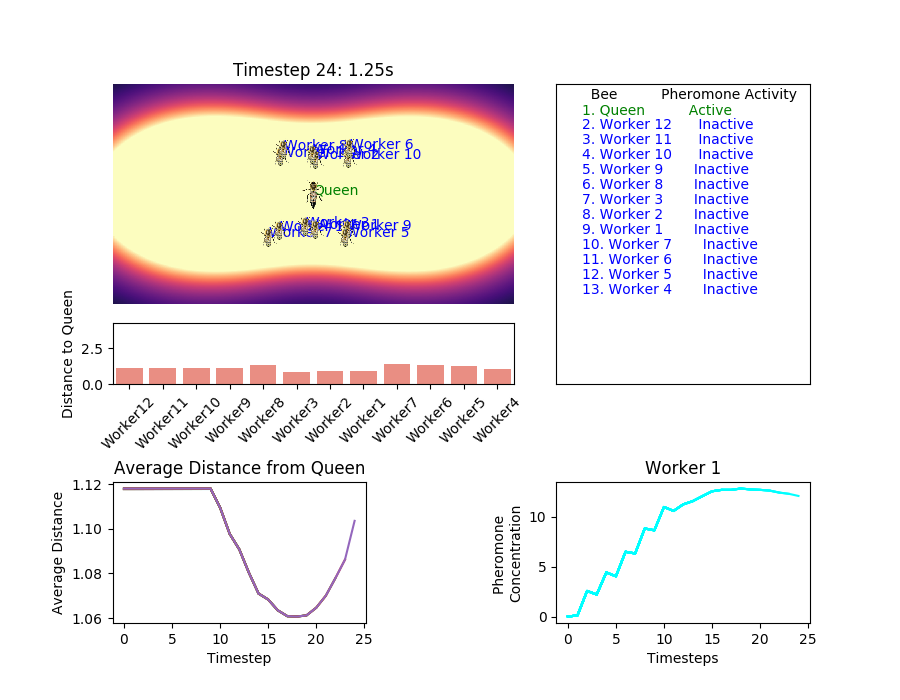 Timestep 24: 1.25s
Worker 6
Worker 10
Queen
Worker 9
Worker 5
Bee Pheromone Activity
1. Queen Active
2. Worker 12 Inactive
3. Worker 11 Inactive
4. Worker 10 Inactive
5. Worker 9 Inactive
6. Worker 8 Inactive
7. Worker 3 Inactive
8. Worker 2 Inactive
9. Worker 1 Inactive
10. Worker 7 Inactive
11. Worker 6 Inactive
12. Worker 5 Inactive
13. Worker 4 Inactive
Distance to Queen
2.5
0.0
Worker12
Worker11
Worker10
Worker9
Worker8
Worker3
Worker2
Worker1
Worker7
Worker6
Worker5
Worker4
Average Distance from Queen
Average Distance
1.12
1.10
1.08
1.06
0 5 10 15 20 25
Timestep
Worker 1
Pheromone
Concentration
10
5
0
0 5 10 15 20 25
Timesteps